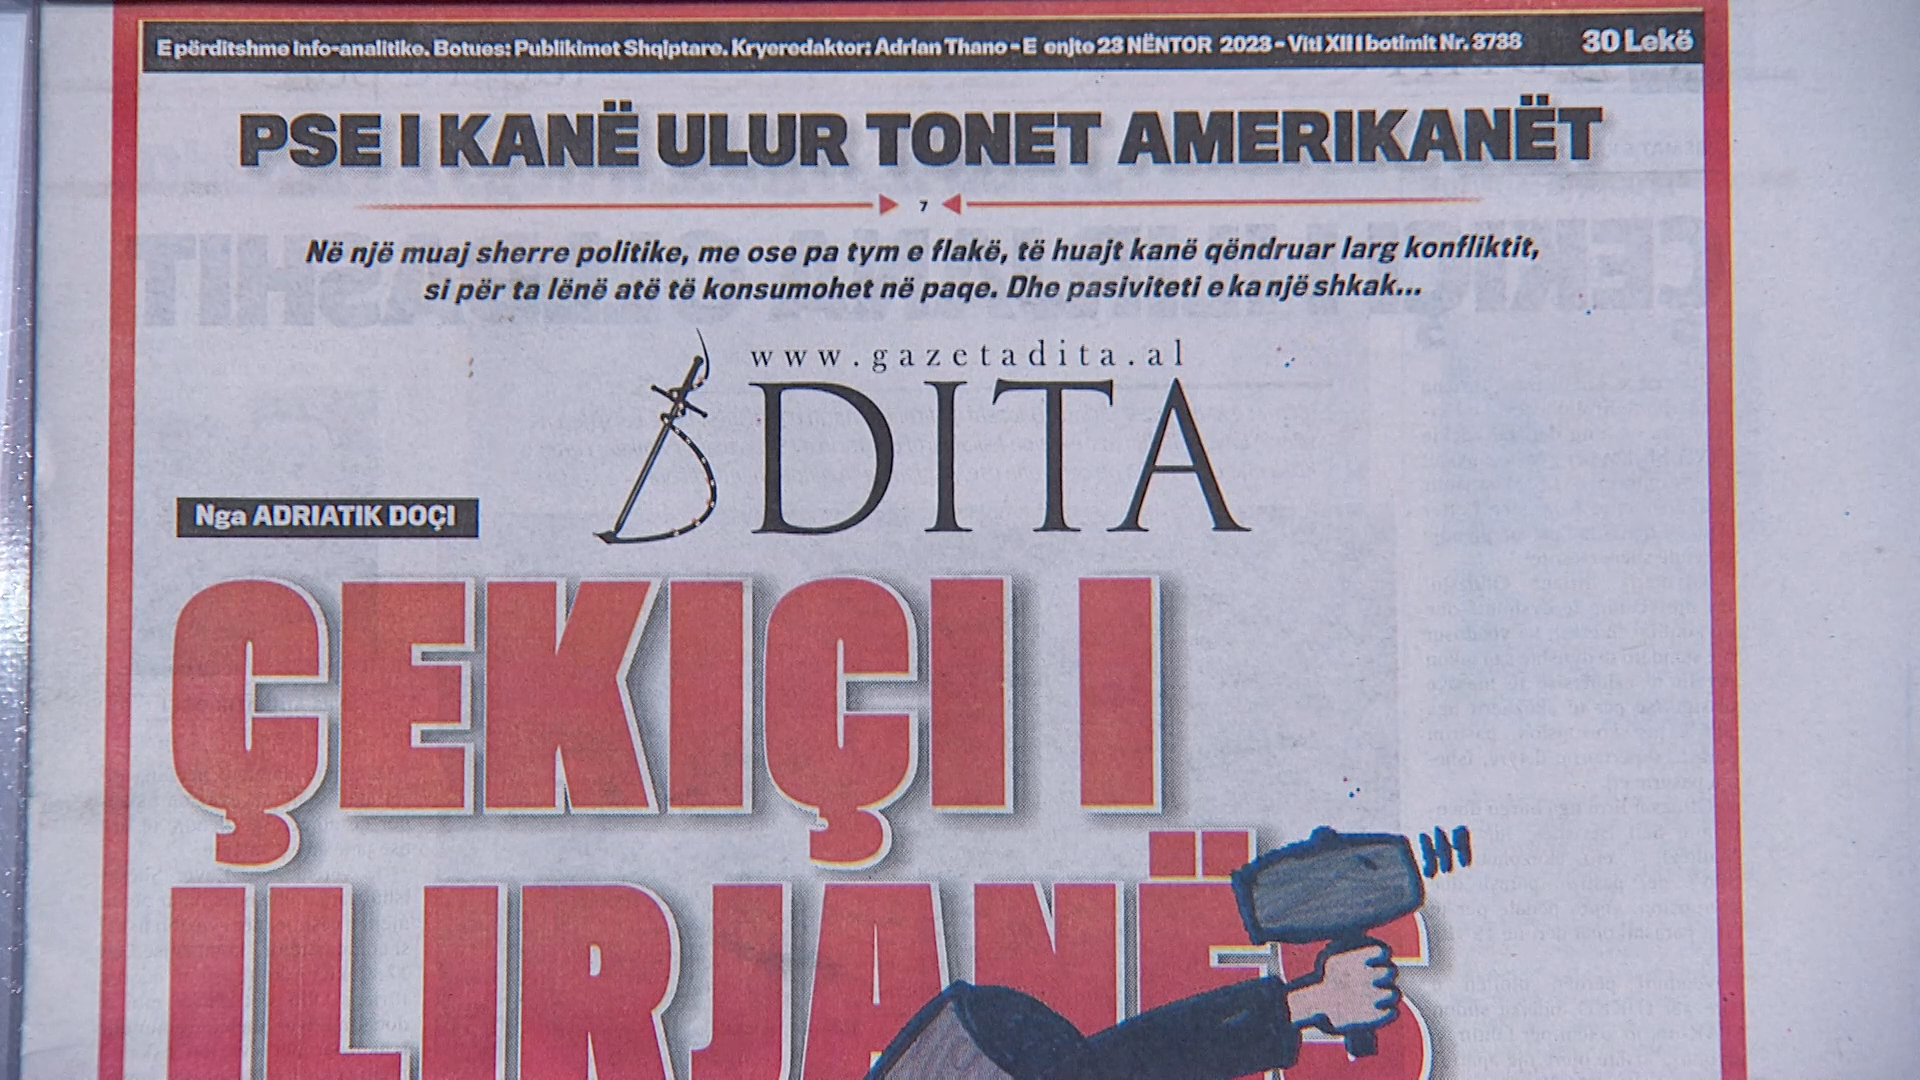 E përditshme info-analitike. Botues: Publikimet Shqiptare. Kryeredaktor: Adrian Thano - E enjte 23 NËNTOR 2023 - Viti XIII botimit Nr. 3738 30 Lekë
PSE I KANË ULUR TONET AMERIKANËT
7
Në një muaj sherre politike, me ose pa tym e flakë, të huajt kanë qëndruar larg konfliktit,
si për ta lënë atë të konsumohet në paqe. Dhe pasiviteti e ka një shkak...
www.gazetadita.al
DITA
Nga ADRIATIK DOÇI
ÇEKIÇI I
ILIRJANËS